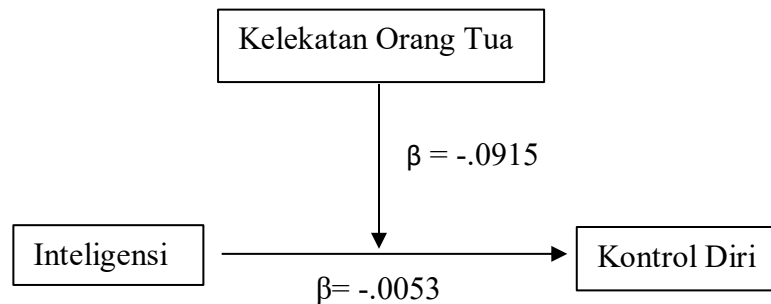 Kelekatan Orang Tua
β = -.0915
Inteligensi
Kontrol Diri
β= -.0053